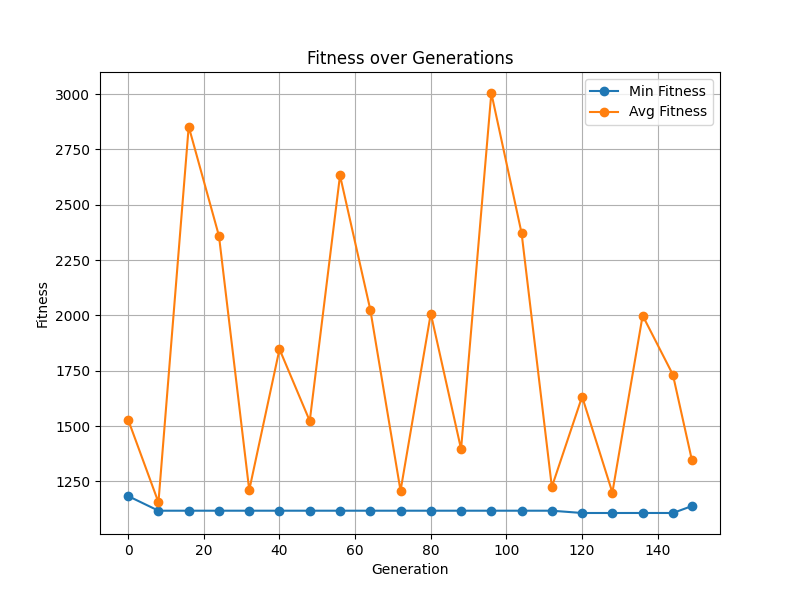 Fitness over Generations
Min Fitness
Avg Fitness
3000
2750
2500
2250
2000
1750
1500
1250
Fitness
0 20 40 60 80 100 120 140
Generation